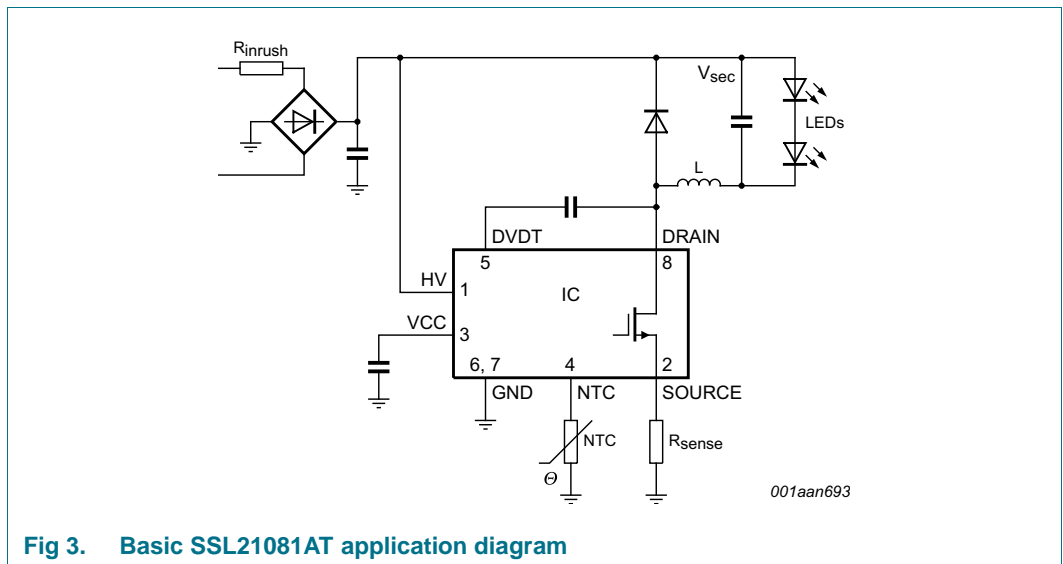 Rinrush
Vsec
LEDs
L
DVDT
DRAIN
5
8
HV
1
IC
VCC
3
6, 7
4
2
GND
NTC
SOURCE
NTC
Rsense
Θ
001aan693
Fig 3. Basic SSL21081AT application diagram